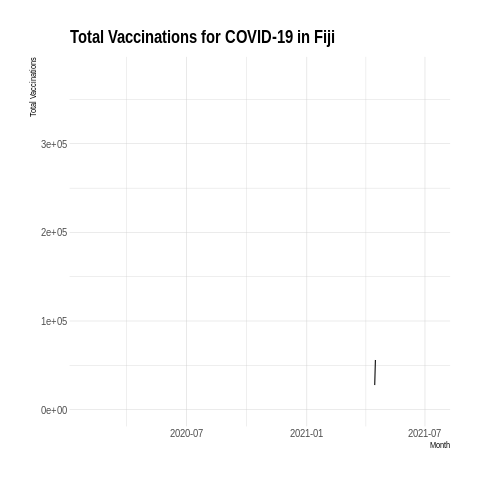 Total Vaccinations for COVID-19 in Fiji
Total Vaccinations
3e+05
2e+05
1e+05
0e+00
2020-07
2021-01
2021-07
Month